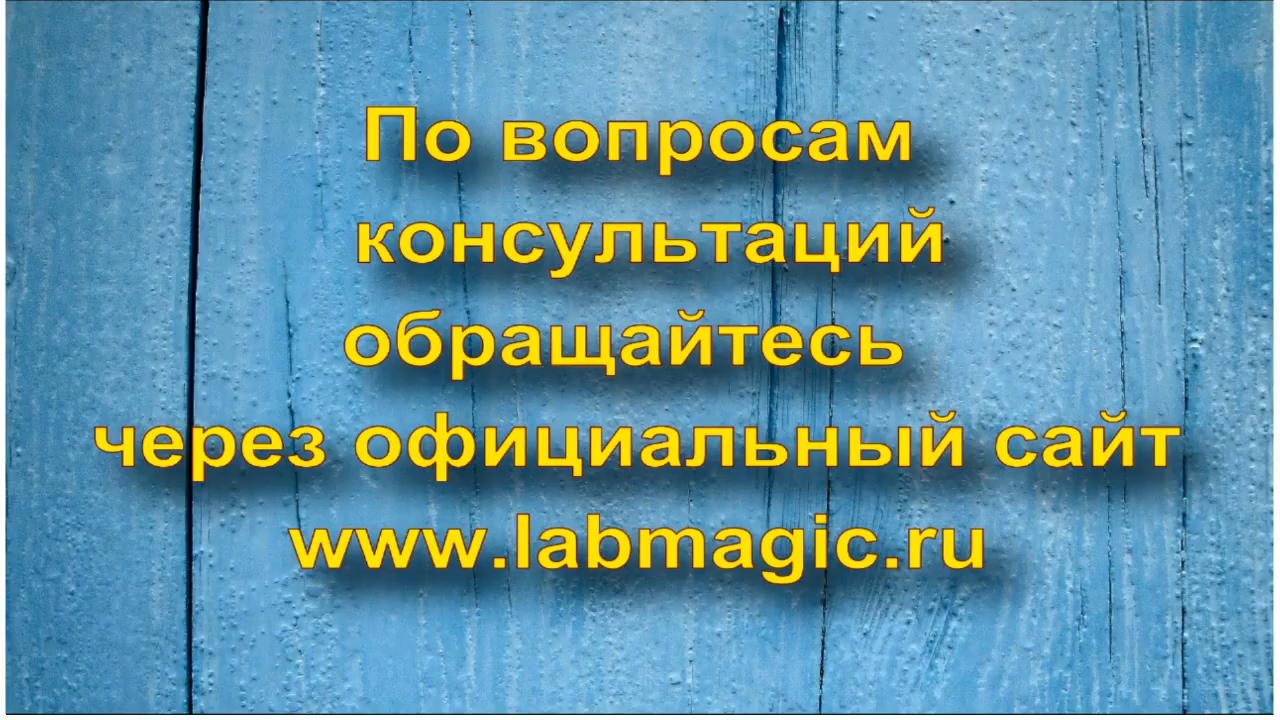 По вопросам
консультаций
обращайтесь
через официальный сайт
www.labmagic.ru